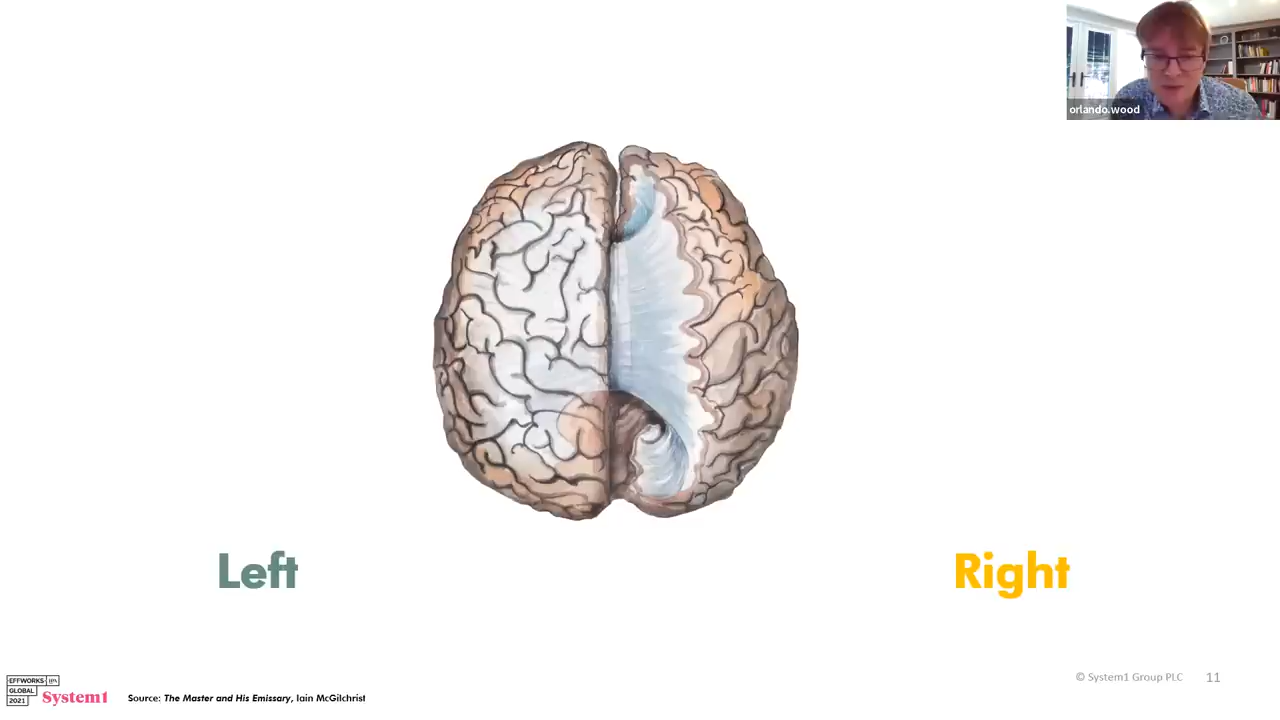 orlando.wood
Left
Right
EFFWORKS IPA
GLOBAL
2021
System1
Source: The Master and His Emissary, Iain McGilchrist
© System1 Group PLC
11